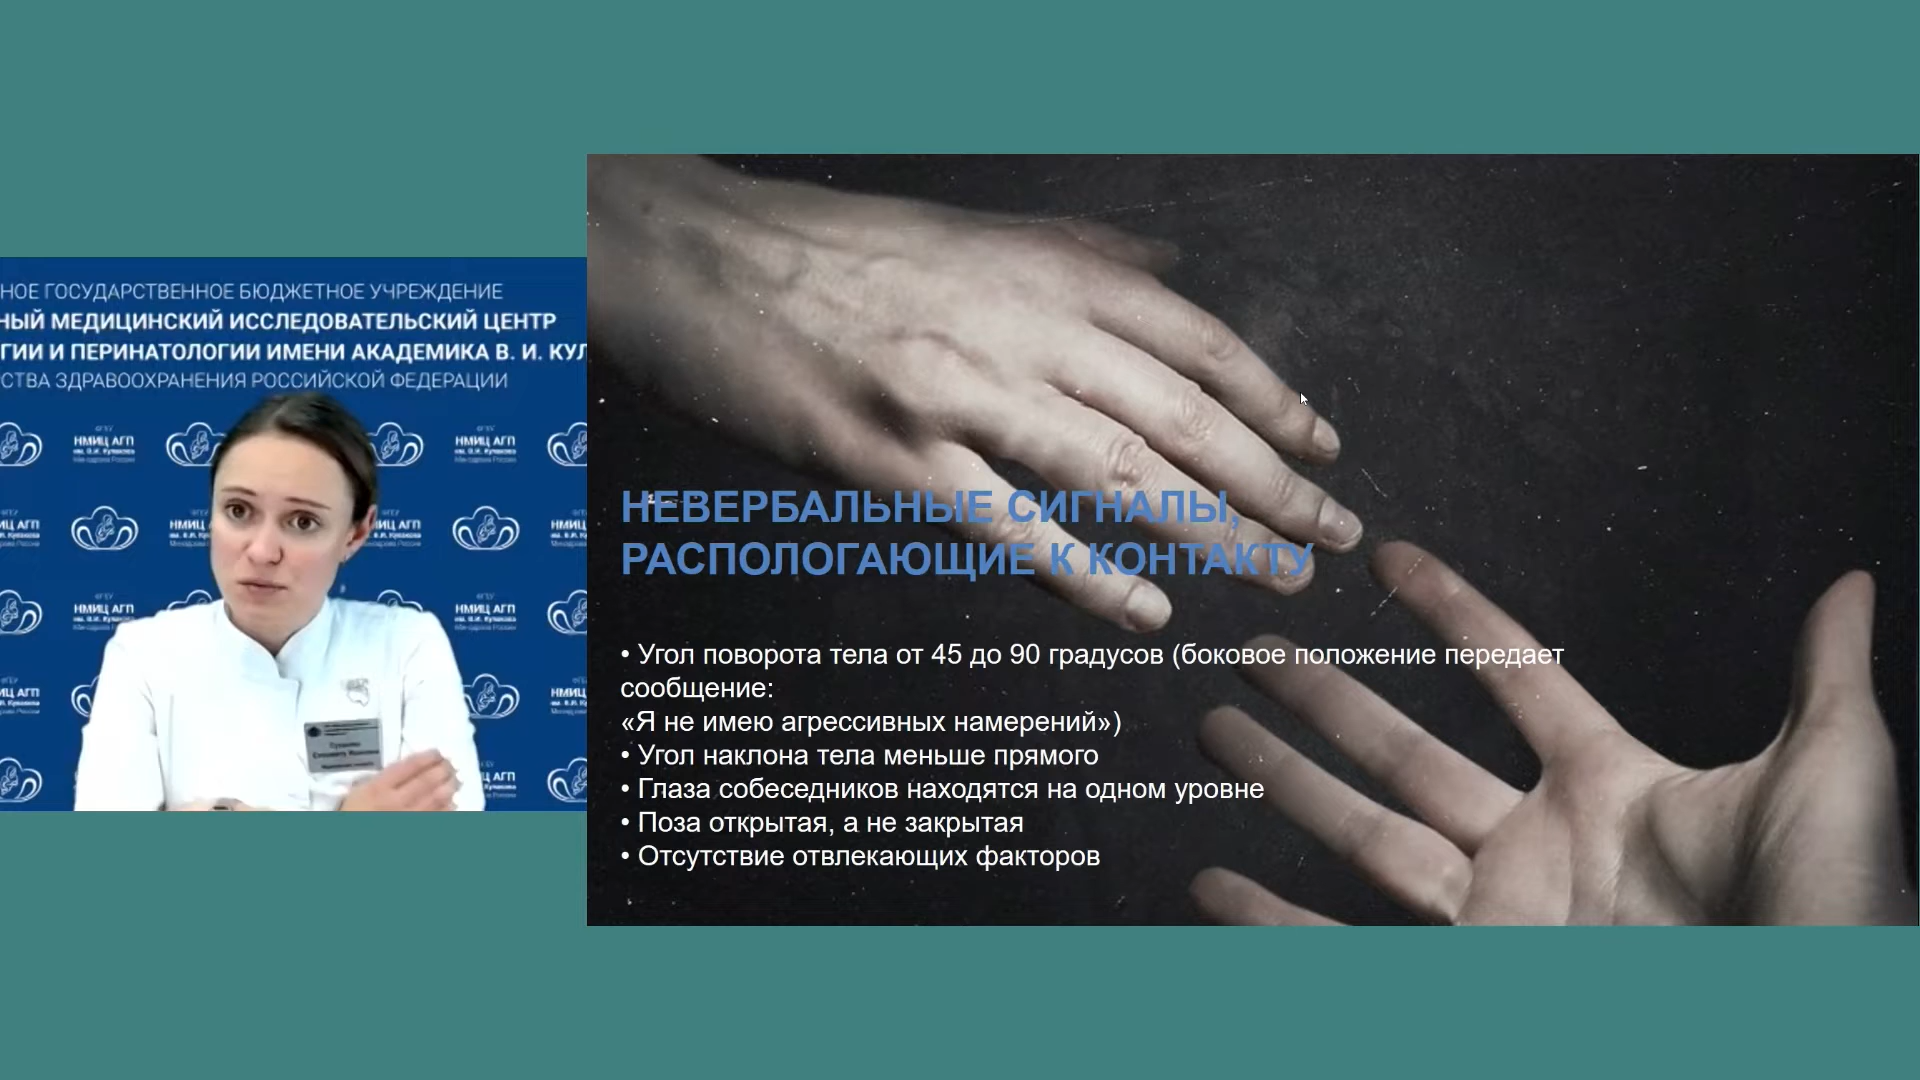 НОЕ ГОСУДАРСТВЕННОЕ БЮДЖЕТНОЕ УЧРЕЖДЕНИЕ
НЫЙ МЕДИЦИНСКИЙ ИССЛЕДОВАТЕЛЬСКИЙ ЦЕНТР
ГИИ И ПЕРИНАТОЛОГИИ ИМЕНИ АКАДЕМИКА В. И. КУЛ
СТВА ЗДРАВООХРАНЕНИЯ РОССИЙСКОЙ ФЕДЕРАЦИИ
НМИЦ АГП
НМИЦ АГП
НМИЦ АГП
НМИЦ АГП
НЕВЕРБАЛЬНЫЕ СИГНАЛЫ,
РАСПОЛОГАЮЩИЕ К КОНТАКТУ
• Угол поворота тела от 45 до 90 градусов (боковое положение передает
сообщение:
«Я не имею агрессивных намерений»)
• Угол наклона тела меньше прямого
• Глаза собеседников находятся на одном уровне
• Поза открытая, а не закрытая
• Отсутствие отвлекающих факторов